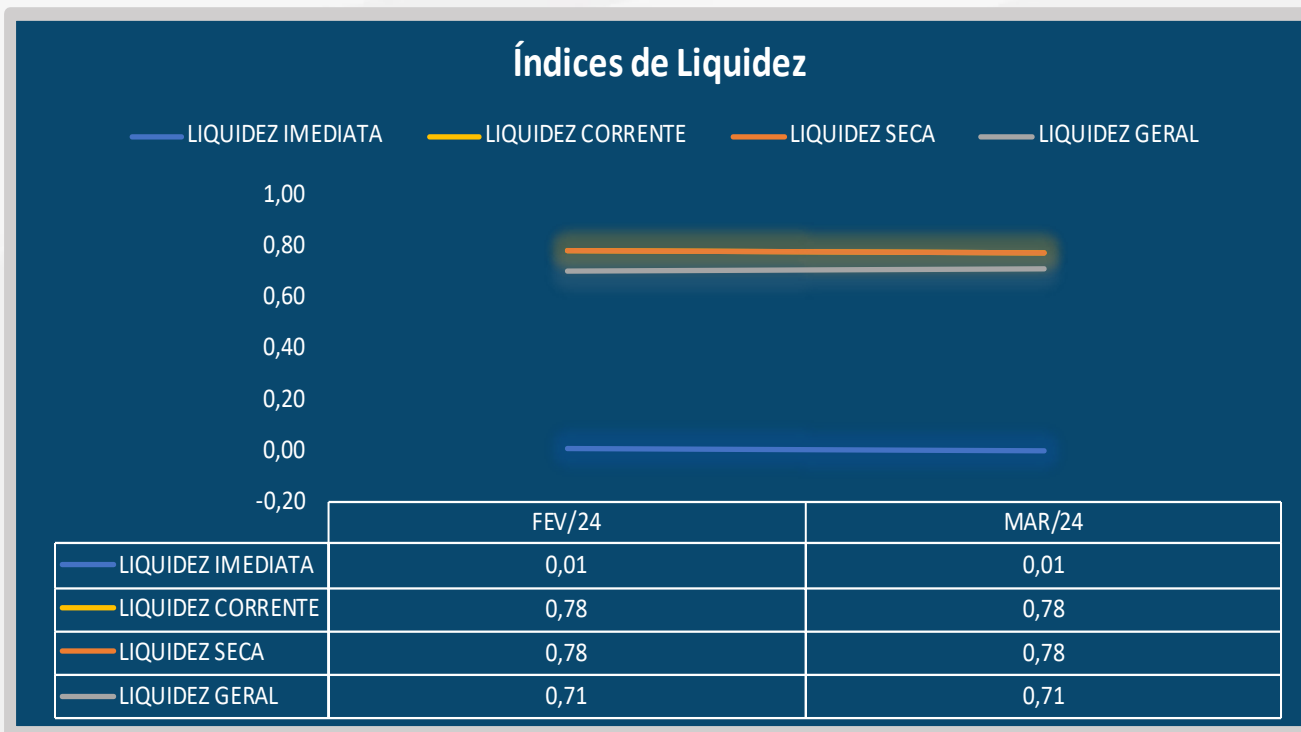 Índices de Liquidez
LIQUIDEZ IMEDIATA LIQUIDEZ CORRENTE LIQUIDEZ SECA LIQUIDEZ GERAL
1,00
0,80
0,60
0,40
0,20
0,00
-0,20
FEV/24 MAR/24
LIQUIDEZ IMEDIATA 0,01 0,01
LIQUIDEZ CORRENTE 0,78 0,78
LIQUIDEZ SECA 0,78 0,78
LIQUIDEZ GERAL 0,71 0,71